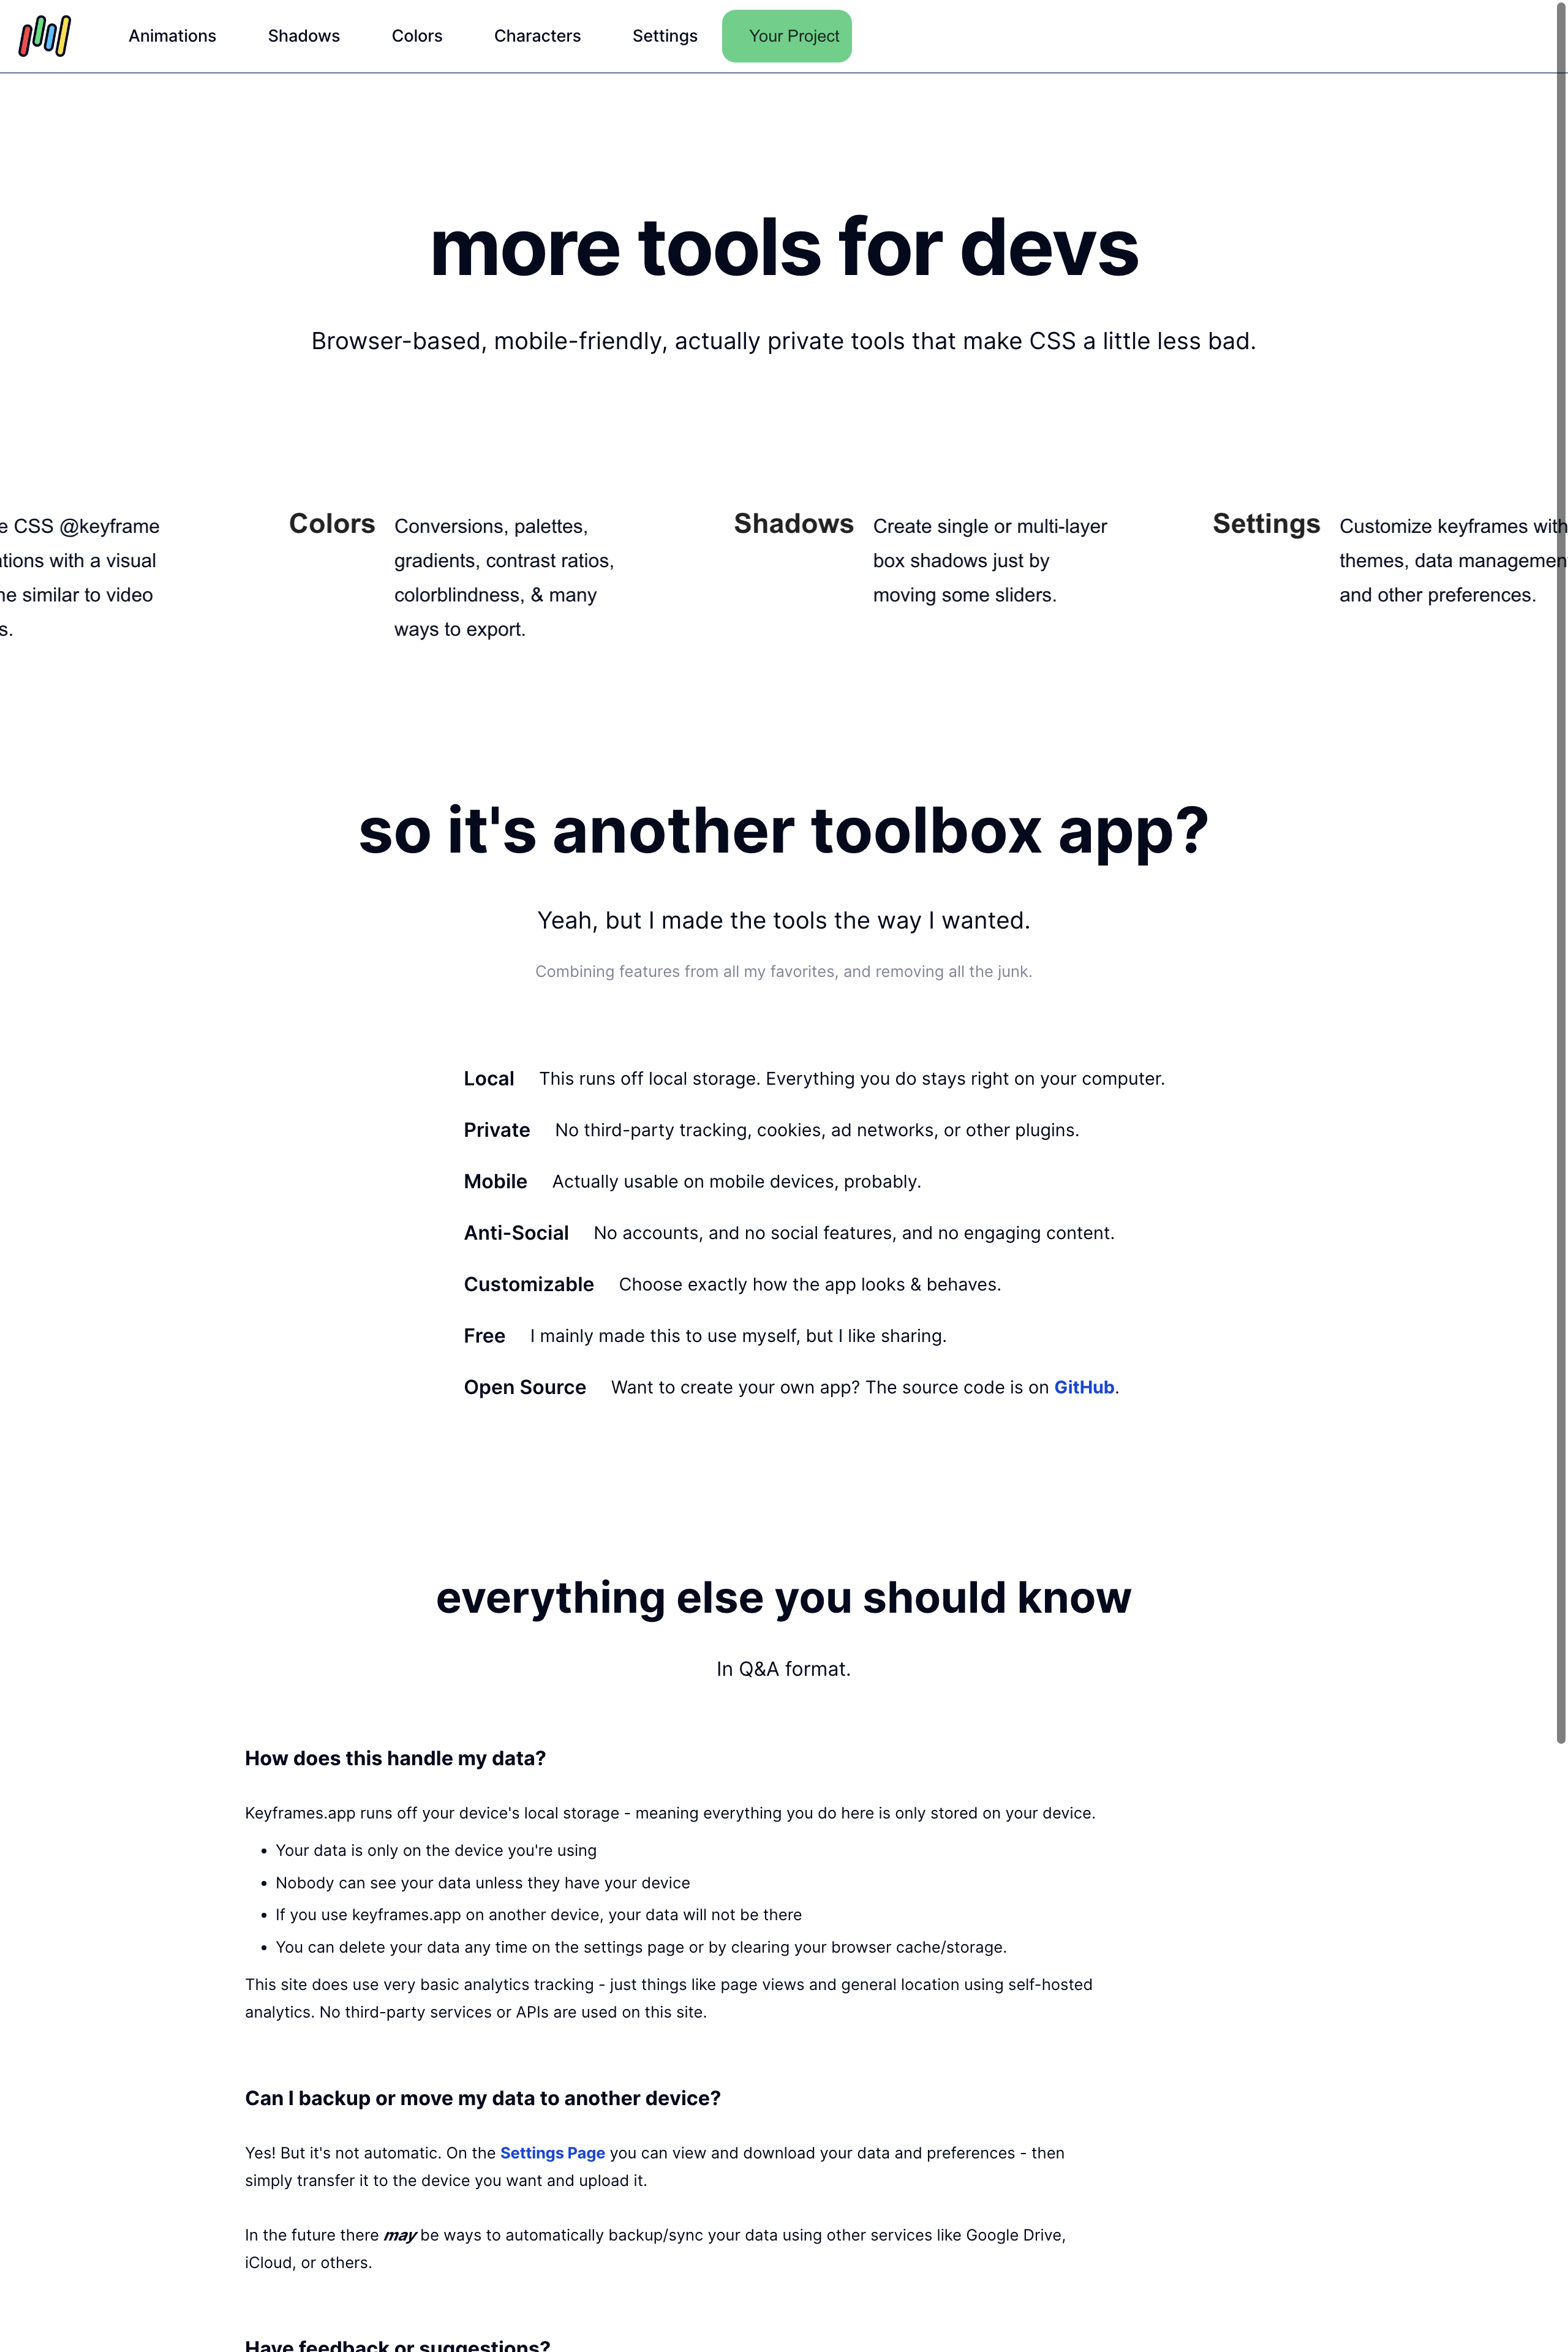 Animations Shadows Colors Characters Settings Your Project
more tools for devs
Browser-based, mobile-friendly, actually private tools that make CSS a little less bad.
e CSS @keyframe
ations with a visual
ne similar to video
s.
Colors
Conversions, palettes,
gradients, contrast ratios,
colorblindness, & many
ways to export.
Shadows
Create single or multi-layer
box shadows just by
moving some sliders.
Settings
Customize keyframes with
themes, data managemen
and other preferences.
so it's another toolbox app?
Yeah, but I made the tools the way I wanted.
Combining features from all my favorites, and removing all the junk.
Local This runs off local storage. Everything you do stays right on your computer.
Private No third-party tracking, cookies, ad networks, or other plugins.
Mobile Actually usable on mobile devices, probably.
Anti-Social No accounts, and no social features, and no engaging content.
Customizable Choose exactly how the app looks & behaves.
Free I mainly made this to use myself, but I like sharing.
Open Source Want to create your own app? The source code is on GitHub.
everything else you should know
In Q&A format.
How does this handle my data?
Keyframes.app runs off your device's local storage - meaning everything you do here is only stored on your device.
• Your data is only on the device you're using
• Nobody can see your data unless they have your device
• If you use keyframes.app on another device, your data will not be there
• You can delete your data any time on the settings page or by clearing your browser cache/storage.
This site does use very basic analytics tracking - just things like page views and general location using self-hosted
analytics. No third-party services or APIs are used on this site.
Can I backup or move my data to another device?
Yes! But it's not automatic. On the Settings Page you can view and download your data and preferences - then
simply transfer it to the device you want and upload it.
In the future there may be ways to automatically backup/sync your data using other services like Google Drive,
iCloud, or others.
Have feedback or suggestions?